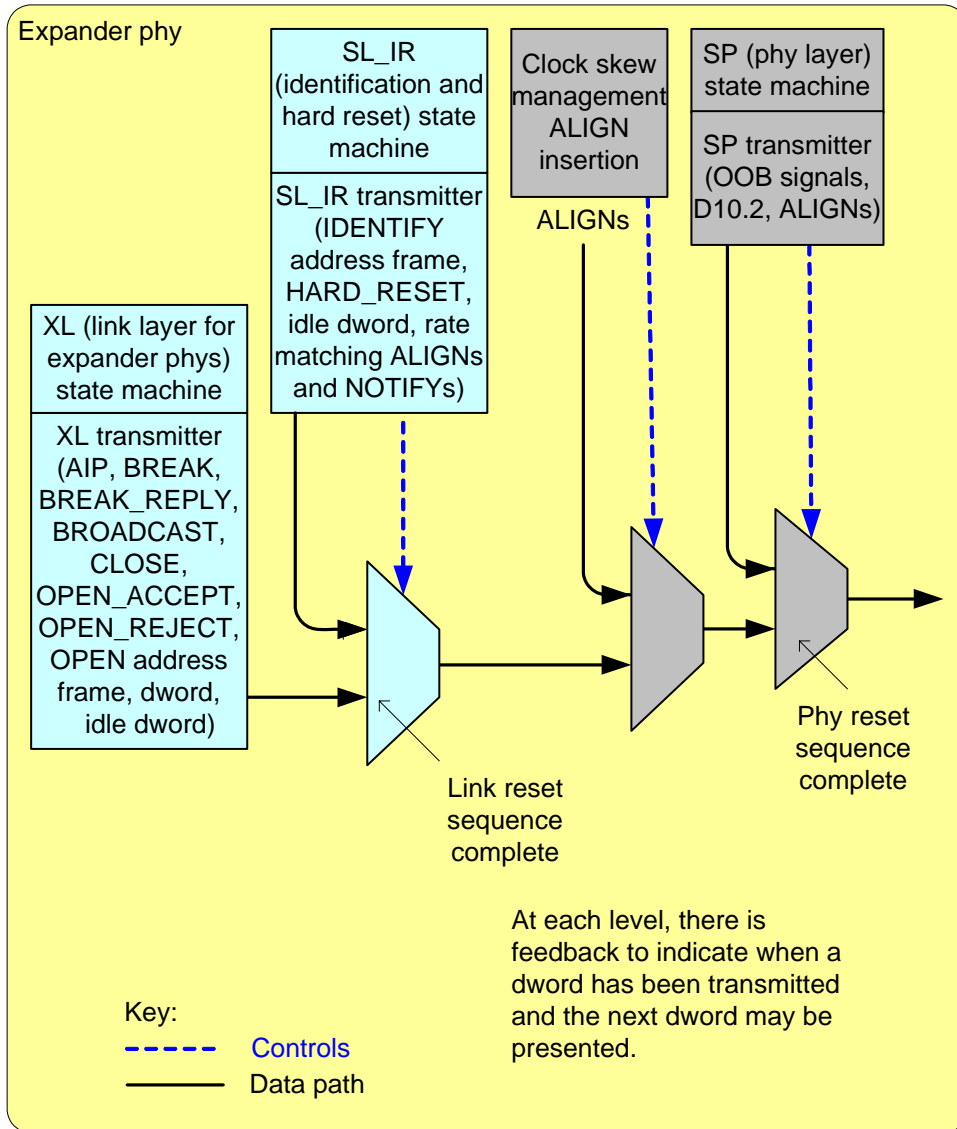 Expander phy
SL_IR
(identification and
hard reset) state
machine
SL_IR transmitter
(IDENTIFY
address frame,
HARD_RESET,
idle dword, rate
matching ALIGNs
and NOTIFYs)
Clock skew
management
ALIGN
insertion
ALIGNs
SP (phy layer)
state machine
SP transmitter
(OOB signals,
D10.2, ALIGNs)
XL (link layer for
expander phys)
state machine
XL transmitter
(AIP, BREAK,
BREAK_REPLY,
BROADCAST,
CLOSE,
OPEN_ACCEPT,
OPEN_REJECT,
OPEN address
frame, dword,
idle dword)
Link reset
sequence
complete
Phy reset
sequence
complete
At each level, there is
feedback to indicate when a
dword has been transmitted
and the next dword may be
presented.
Key:
Controls
Data path